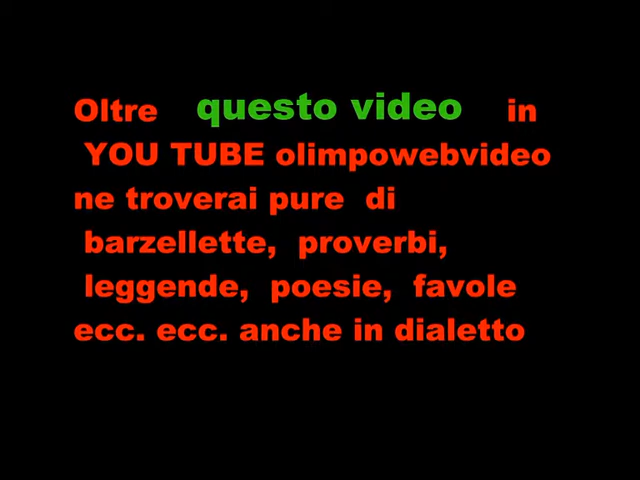 Oltre questo video in
YOU TUBE olimpowebvideo
ne troverai pure di
barzellette, proverbi,
leggende, poesie, favole
ecc. ecc. anche in dialetto